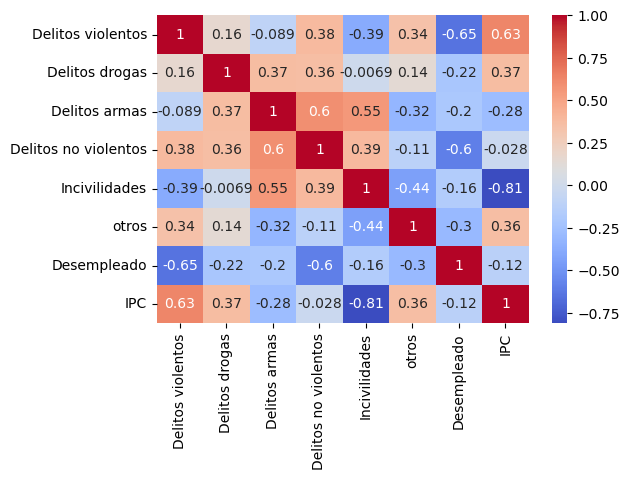 Delitos violentos 1 0.16 -0.089 0.38 -0.39 0.34 -0.65 0.63
Delitos drogas 0.16 1 0.37 0.36 -0.0069 0.14 -0.22 0.37
Delitos armas -0.089 0.37 1 0.6 0.55 -0.32 -0.2 -0.28
Delitos no violentos 0.38 0.36 0.6 1 0.39 -0.11 -0.6 -0.028
Incivilidades -0.39 -0.0069 0.55 0.39 1 -0.44 -0.16 -0.81
otros 0.34 0.14 -0.32 -0.11 -0.44 1 -0.3 0.36
Desempleado -0.65 -0.22 -0.2 -0.6 -0.16 -0.3 1 -0.12
IPC 0.63 0.37 -0.28 -0.028 -0.81 0.36 -0.12 1
Delitos violentos
Delitos drogas
Delitos armas
Delitos no violentos
Incivilidades
otros
Desempleado
IPC
1.00
0.75
0.50
0.25
0.00
−0.25
−0.50
−0.75